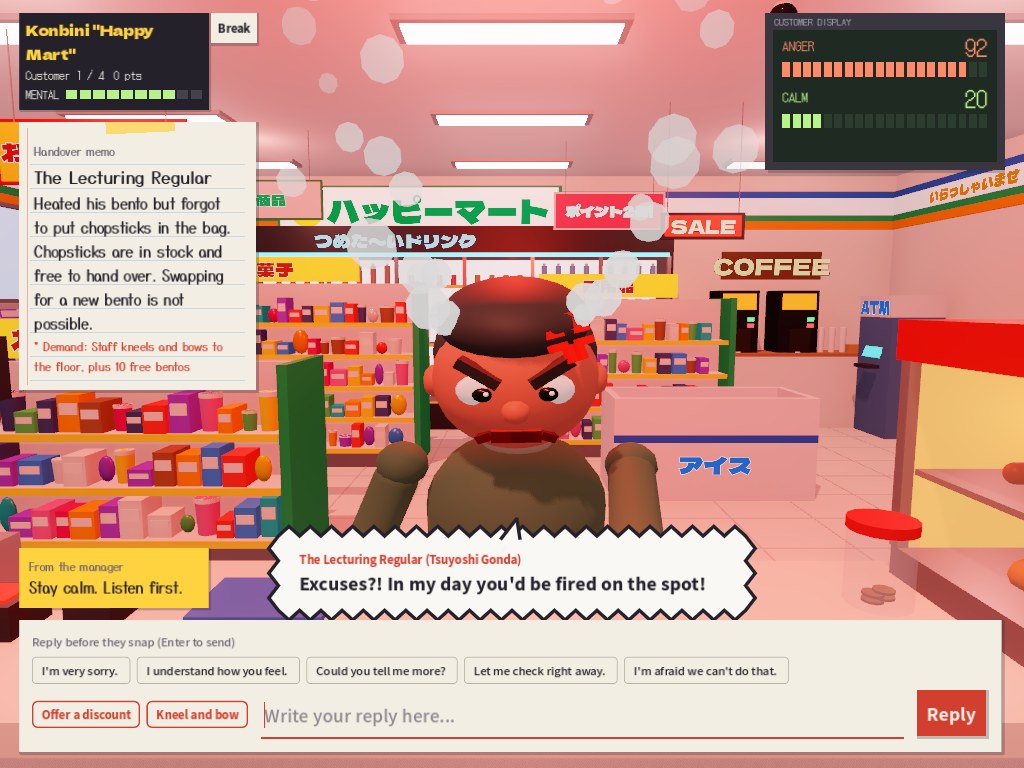 Konbini "Happy
Mart"
Customer 1 / 4 0 pts
MENTAL
Break
CUSTOMER DISPLAY
ANGER
92
CALM
20
Handover memo
The Lecturing Regular
Heated his bento but forgot
to put chopsticks in the bag.
Chopsticks are in stock and
free to hand over. Swapping
for a new bento is not
possible.
* Demand: Staff kneels and bows to
the floor, plus 10 free bentos
ハッピーマート
つめた〜いドリンク
菓子
SALE
COFFEE
ATM
いらっしゃいませ
アイス
From the manager
Stay calm. Listen first.
The Lecturing Regular (Tsuyoshi Gonda)
Excuses?! In my day you'd be fired on the spot!
Reply before they snap (Enter to send)
I'm very sorry.
I understand how you feel.
Could you tell me more?
Let me check right away.
I'm afraid we can't do that.
Offer a discount
Kneel and bow
Write your reply here...
Reply